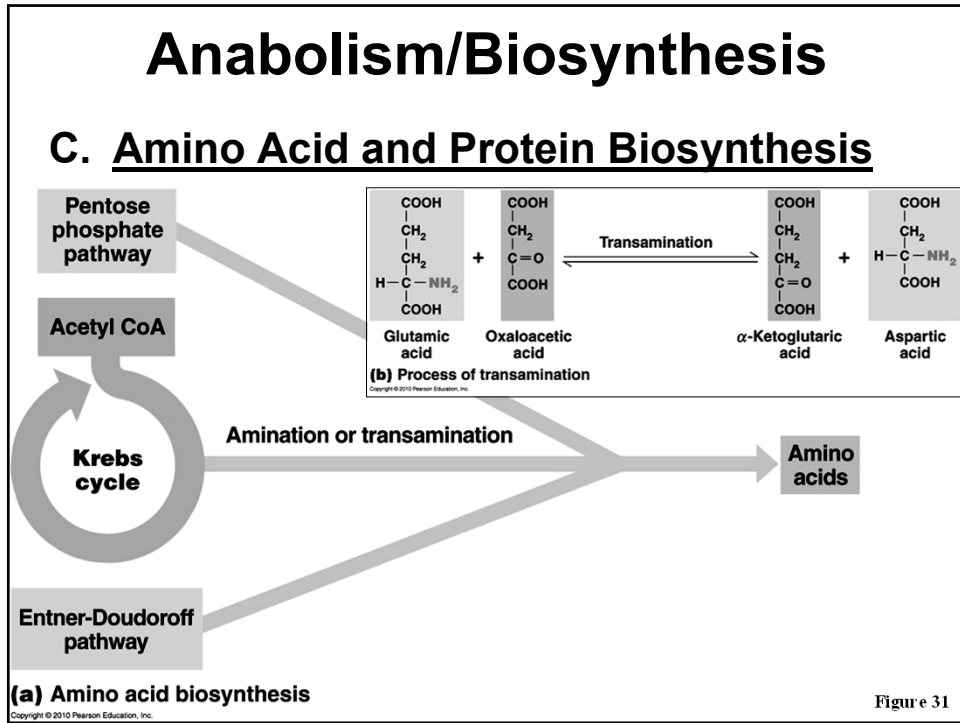 Anabolism/Biosynthesis
C. Amino Acid and Protein Biosynthesis
Pentose
phosphate
pathway
Acetyl CoA
Krebs
cycle
Entner-Doudoroff
pathway
Amination or transamination
Amino
acids
COOH
CH₂
CH₂
H—C—NH₂
COOH
Glutamic
acid
+
COOH
CH₂
C=O
COOH
Oxaloacetic
acid
Transamination
COOH
CH₂
CH₂
C=O
COOH
α-Ketoglutaric
acid
+
COOH
CH₂
H—C—NH₂
COOH
Aspartic
acid
(b) Process of transamination
Copyright © 2010 Pearson Education, Inc.
(a) Amino acid biosynthesis
Copyright © 2010 Pearson Education, Inc.
Figure 31